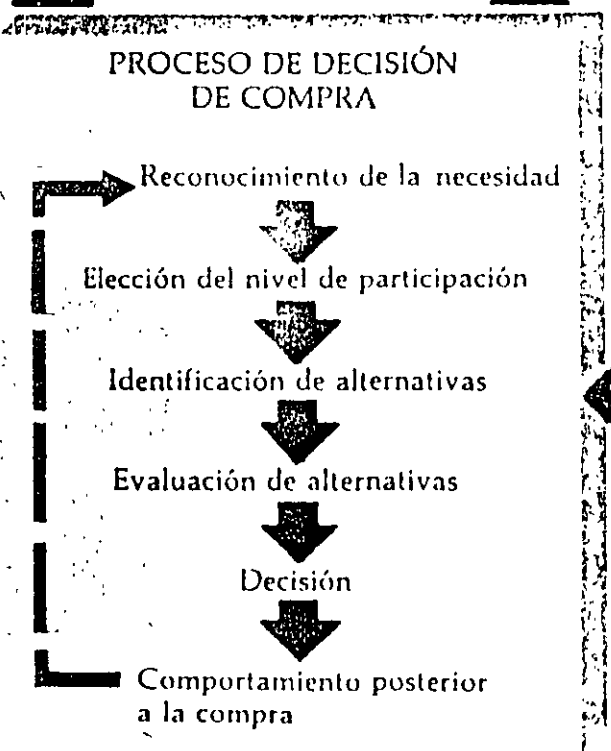 PROCESO DE DECISIÓN
DE COMPRA
Reconocimiento de la necesidad
Elección del nivel de participación
Identificación de alternativas
Evaluación de alternativas
Decisión
Comportamiento posterior
a la compra